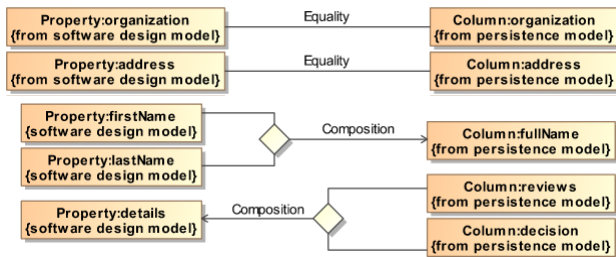 Property:organization
{from software design model}
Equality
Column:organization
{from persistence model}
Property:address
{from software design model}
Equality
Column:address
{from persistence model}
Property:firstName
{software design model}
Property:lastName
{software design model}
Composition
Column:fullName
{from persistence model}
Property:details
{software design model}
Composition
Column:reviews
{from persistence model}
Column:decision
{from persistence model}